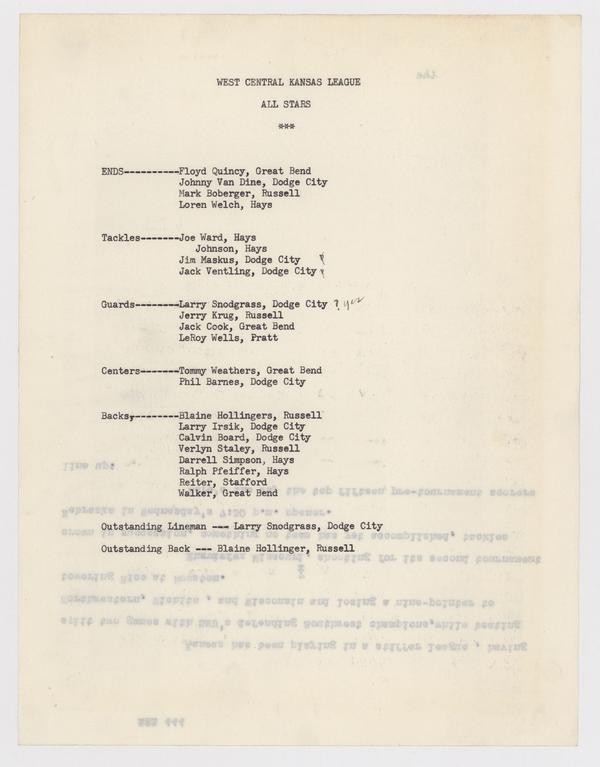 the
WEST CENTRAL KANSAS LEAGUE
ALL STARS
***
ENDS----------Floyd Quincy, Great Bend
Johnny Van Dine, Dodge City
Mark Boberger, Russell
Loren Welch, Hays
Tackles-------Joe Ward, Hays
Johnson, Hays
Jim Maskus, Dodge City
Jack Ventling, Dodge City
Guards--------Larry Snodgrass, Dodge City ? yes
Jerry Krug, Russell
Jack Cook, Great Bend
LeRoy Wells, Pratt
Centers-------Tommy Weathers, Great Bend
Phil Barnes, Dodge City
Backs,--------Blaine Hollingers, Russell
Larry Irsik, Dodge City
Calvin Board, Dodge City
Verlyn Staley, Russell
Darrell Simpson, Hays
Ralph Pfeiffer, Hays
Reiter, Stafford
Walker, Great Bend
Outstanding Lineman --- Larry Snodgrass, Dodge City
Outstanding Back --- Blaine Hollinger, Russell